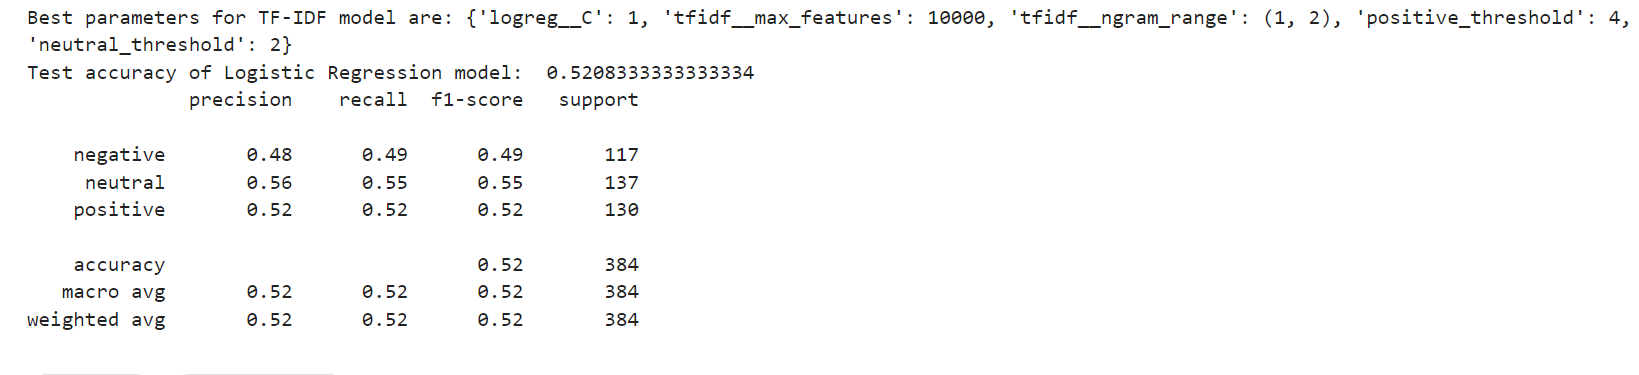 Best parameters for TF-IDF model are: {'logreg__C': 1, 'tfidf__max_features': 10000, 'tfidf__ngram_range': (1, 2), 'positive_threshold': 4,
'neutral_threshold': 2}
Test accuracy of Logistic Regression model:  0.5208333333333334
precision recall f1-score support
negative 0.48 0.49 0.49 117
neutral 0.56 0.55 0.55 137
positive 0.52 0.52 0.52 130
accuracy 0.52 384
macro avg 0.52 0.52 0.52 384
weighted avg 0.52 0.52 0.52 384